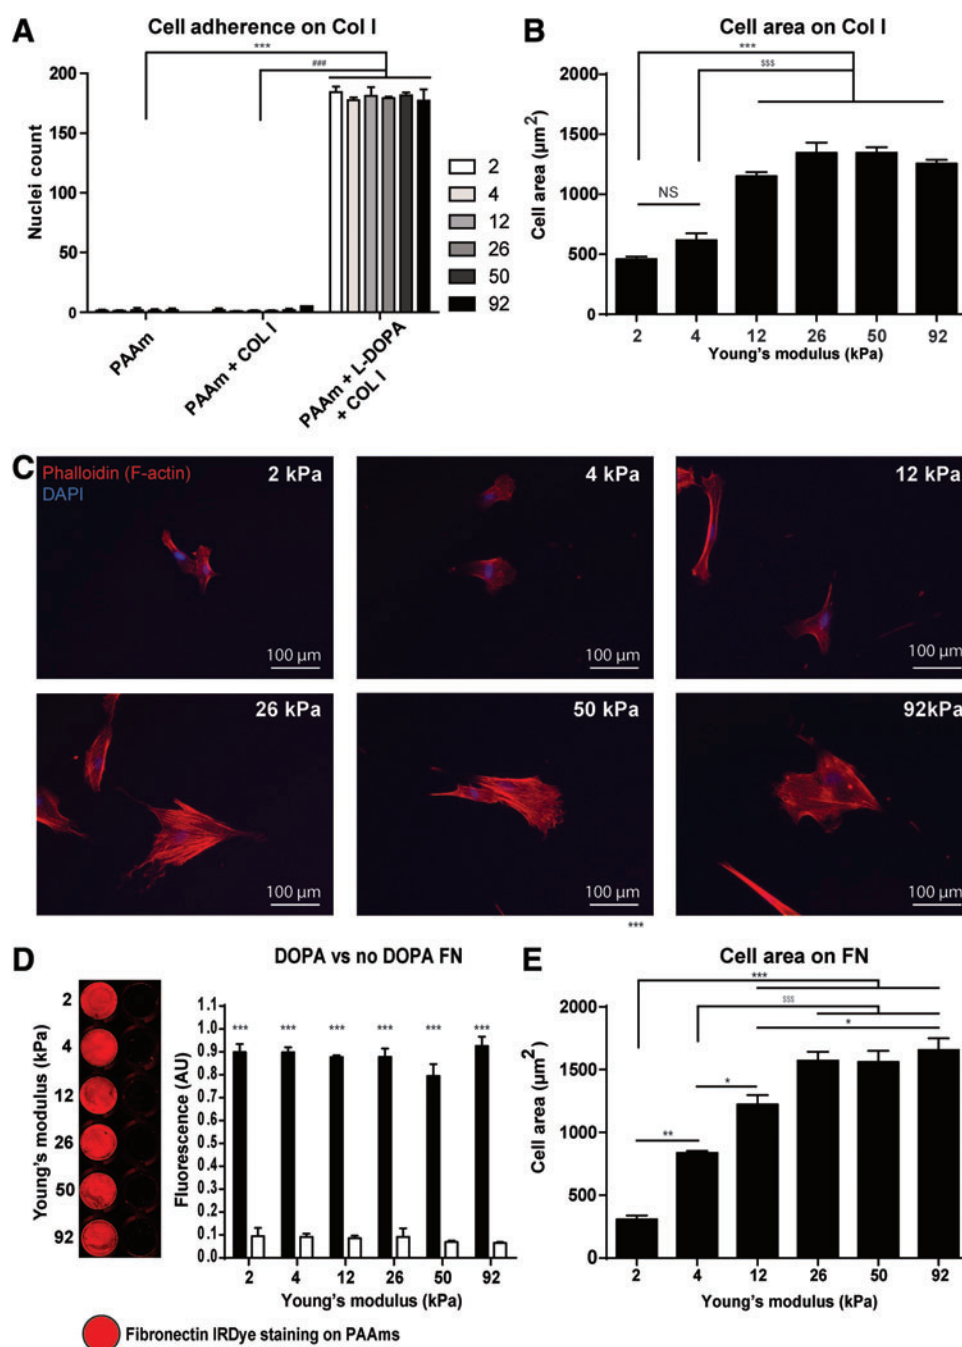 A
Cell adherence on Col I
***
###
200
150
100
50
0
Nuclei count
PAAm
PAAm + COL I
PAAm + L-DOPA
+ COL I
2
4
12
26
50
92
B
Cell area on Col I
***
$$$
NS
2000
1500
1000
500
0
Cell area (µm²)
2 4 12 26 50 92
Young's modulus (kPa)
C
Phalloidin (F-actin)
DAPI
2 kPa
100 µm
4 kPa
100 µm
12 kPa
100 µm
26 kPa
100 µm
50 kPa
100 µm
92kPa
100 µm
***
D
Young's modulus (kPa)
2
4
12
26
50
92
Fibronectin IRDye staining on PAAms
DOPA vs no DOPA FN
*** *** *** *** *** ***
1.1
1.0
0.9
0.8
0.7
0.6
0.5
0.4
0.3
0.2
0.1
0.0
Fluorescence (AU)
2 4 12 26 50 92
Young's modulus (kPa)
E
Cell area on FN
***
$$$
*
*
**
2000
1500
1000
500
0
Cell area (µm²)
2 4 12 26 50 92
Young's modulus (kPa)